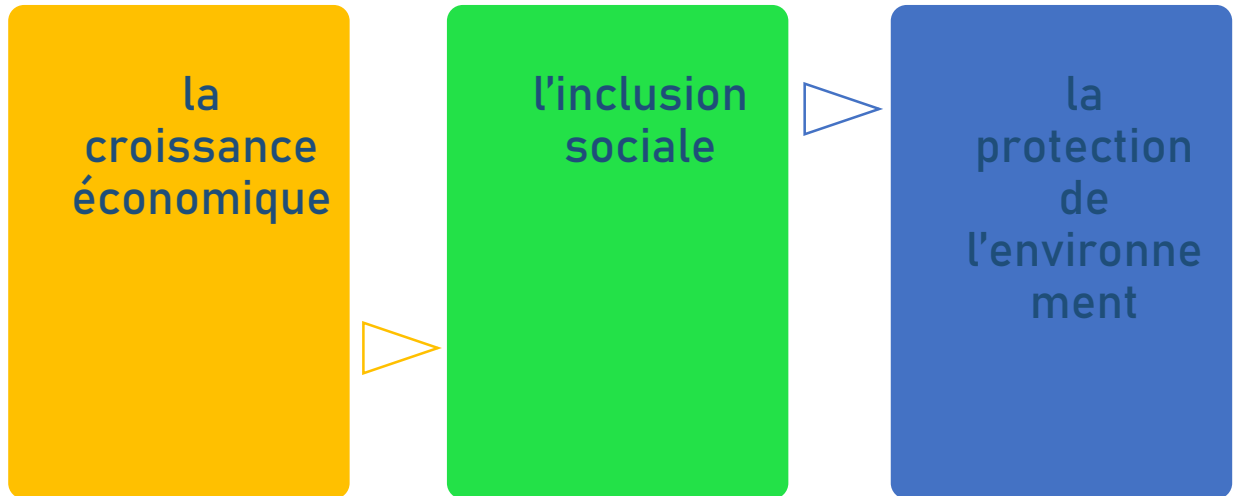 la
croissance
économique
l'inclusion
sociale
la
protection
de
l'environne
ment